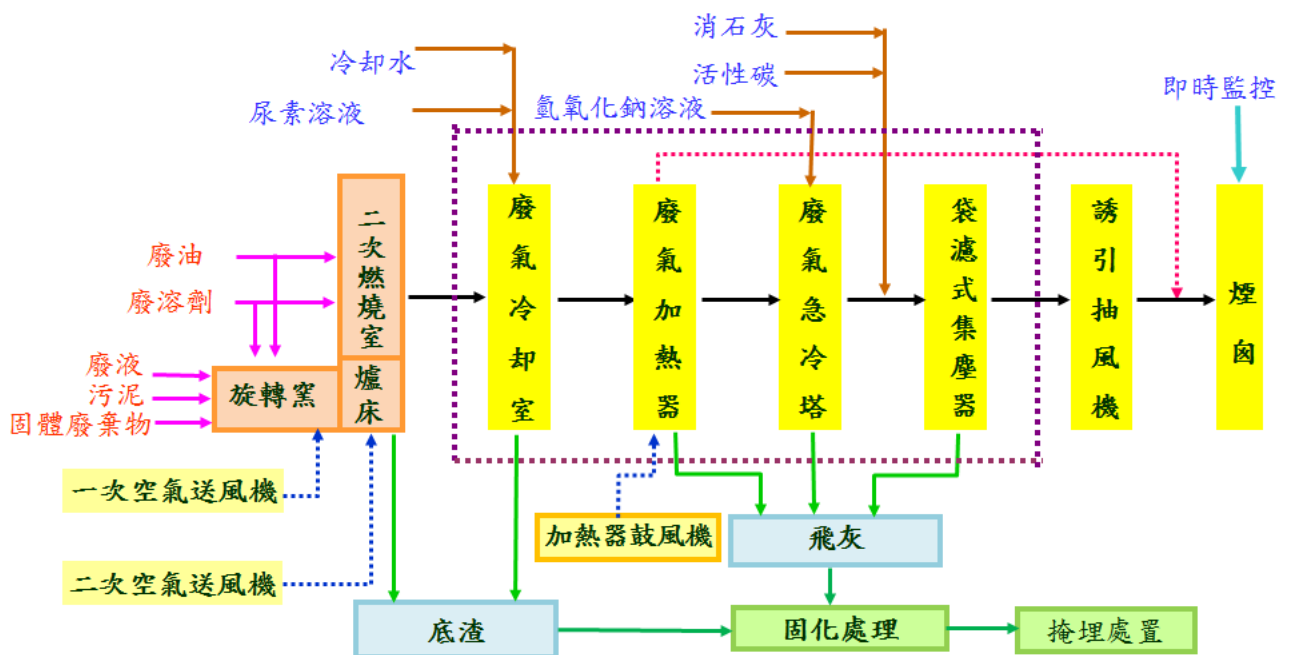 消石灰
冷却水
活性碳
即時監控
尿素溶液
氫氧化鈉溶液
二次燃燒室
廢氣冷却室
廢氣加熱器
廢氣急冷塔
袋濾式集塵器
誘引抽風機
煙囪
廢油
廢溶劑
廢液
污泥
固體廢棄物
旋轉窯
爐床
一次空氣送風機
加熱器鼓風機
飛灰
二次空氣送風機
底渣
固化處理
掩埋處置